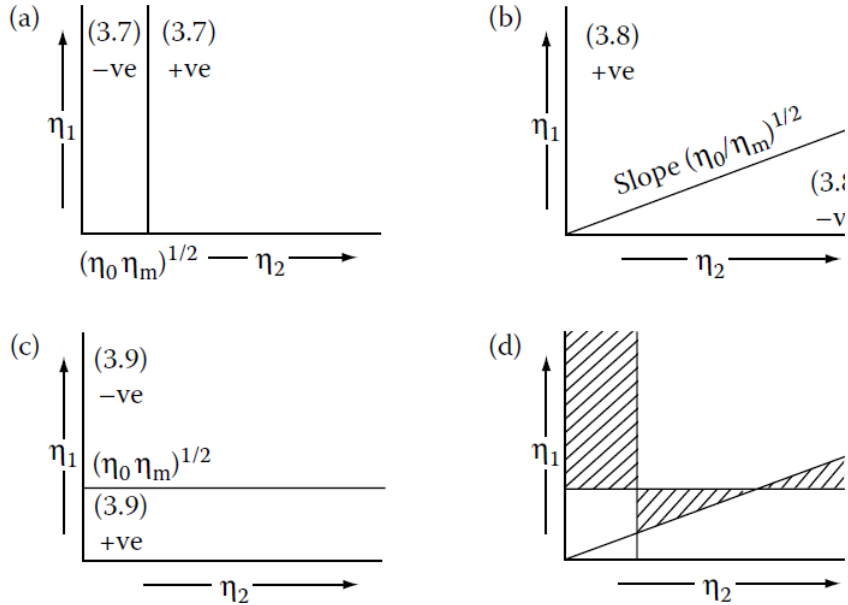 (a)
(3.7) (3.7)
−ve +ve
η1
(η0 ηm)1/2
η2
(b)
(3.8)
+ve
η1
Slope (η0/ηm)1/2
−v
η2
(c)
(3.9)
−ve
η1 (η0 ηm)1/2
(3.9)
+ve
η2
(d)
η1
η2